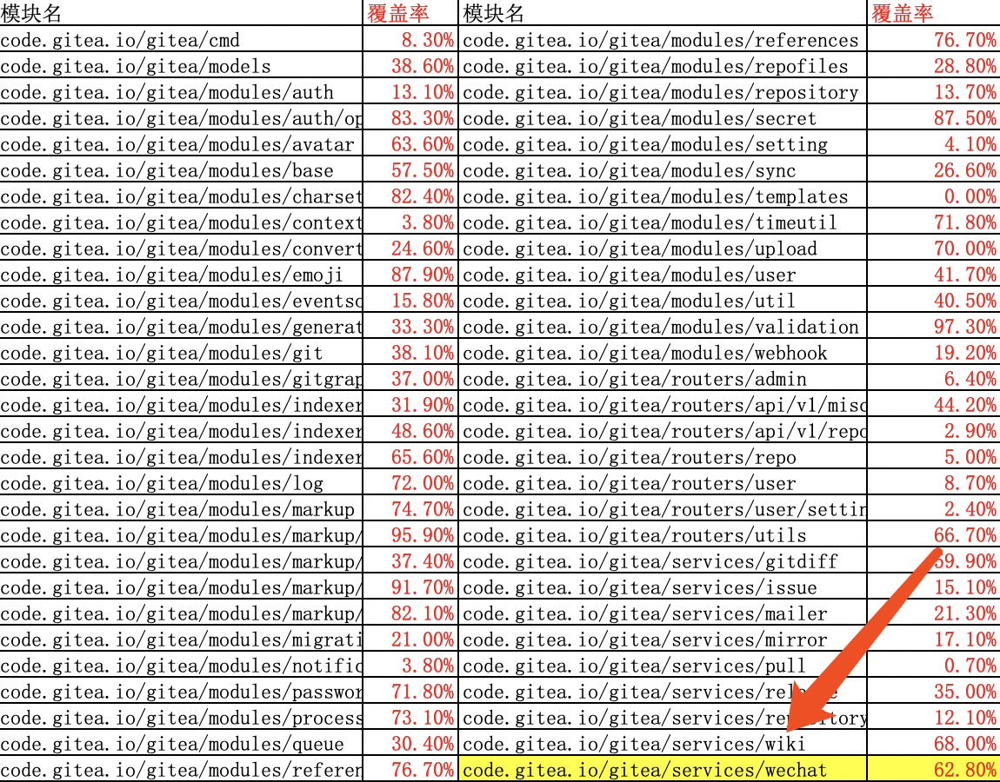 模块名 覆盖率 模块名 覆盖率
code.gitea.io/gitea/cmd 8.30% code.gitea.io/gitea/modules/references 76.70%
code.gitea.io/gitea/models 38.60% code.gitea.io/gitea/modules/repofiles 28.80%
code.gitea.io/gitea/modules/auth 13.10% code.gitea.io/gitea/modules/repository 13.70%
code.gitea.io/gitea/modules/auth/op 83.30% code.gitea.io/gitea/modules/secret 87.50%
code.gitea.io/gitea/modules/avatar 63.60% code.gitea.io/gitea/modules/setting 4.10%
code.gitea.io/gitea/modules/base 57.50% code.gitea.io/gitea/modules/sync 26.60%
code.gitea.io/gitea/modules/charset 82.40% code.gitea.io/gitea/modules/templates 0.00%
code.gitea.io/gitea/modules/context 3.80% code.gitea.io/gitea/modules/timeutil 71.80%
code.gitea.io/gitea/modules/convert 24.60% code.gitea.io/gitea/modules/upload 70.00%
code.gitea.io/gitea/modules/emoji 87.90% code.gitea.io/gitea/modules/user 41.70%
code.gitea.io/gitea/modules/eventsc 15.80% code.gitea.io/gitea/modules/util 40.50%
code.gitea.io/gitea/modules/generat 33.30% code.gitea.io/gitea/modules/validation 97.30%
code.gitea.io/gitea/modules/git 38.10% code.gitea.io/gitea/modules/webhook 19.20%
code.gitea.io/gitea/modules/gitgrap 37.00% code.gitea.io/gitea/routers/admin 6.40%
code.gitea.io/gitea/modules/indexer 31.90% code.gitea.io/gitea/routers/api/v1/misc 44.20%
code.gitea.io/gitea/modules/indexer 48.60% code.gitea.io/gitea/routers/api/v1/repo 2.90%
code.gitea.io/gitea/modules/indexer 65.60% code.gitea.io/gitea/routers/repo 5.00%
code.gitea.io/gitea/modules/log 72.00% code.gitea.io/gitea/routers/user 8.70%
code.gitea.io/gitea/modules/markup 74.70% code.gitea.io/gitea/routers/user/settin 2.40%
code.gitea.io/gitea/modules/markup/ 95.90% code.gitea.io/gitea/routers/utils 66.70%
code.gitea.io/gitea/modules/markup/ 37.40% code.gitea.io/gitea/services/gitdiff 59.90%
code.gitea.io/gitea/modules/markup/ 91.70% code.gitea.io/gitea/services/issue 15.10%
code.gitea.io/gitea/modules/markup/ 82.10% code.gitea.io/gitea/services/mailer 21.30%
code.gitea.io/gitea/modules/migrati 21.00% code.gitea.io/gitea/services/mirror 17.10%
code.gitea.io/gitea/modules/notific 3.80% code.gitea.io/gitea/services/pull 0.70%
code.gitea.io/gitea/modules/passwor 71.80% code.gitea.io/gitea/services/release 35.00%
code.gitea.io/gitea/modules/process 73.10% code.gitea.io/gitea/services/repository 12.10%
code.gitea.io/gitea/modules/queue 30.40% code.gitea.io/gitea/services/wiki 68.00%
code.gitea.io/gitea/modules/referen 76.70% code.gitea.io/gitea/services/wechat 62.80%